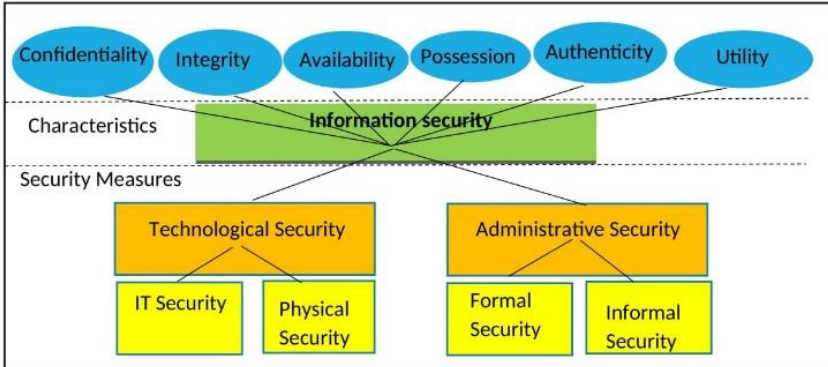 Confidentiality
Integrity
Availability
Possession
Authenticity
Utility
Characteristics
Information security
Security Measures
Technological Security
Administrative Security
IT Security
Physical
Security
Formal
Security
Informal
Security